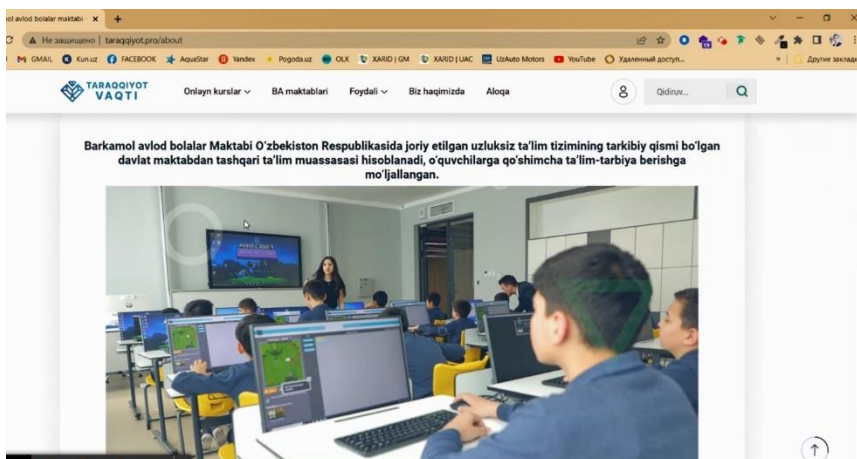 ol avlod bolalar maktabi
Не защищено | taraqqiyot.pro/about
GMAIL Kun.uz FACEBOOK AquaStar Yandex Pogoda.uz OLX XARID | GM XARID | UAC UzAuto Motors YouTube Удаленный доступ... » Другие заклад
TARAQQIYOT
VAQTI
Onlayn kurslar BA maktablari Foydali Biz haqimizda Aloqa Qidiruv...
Barkamol avlod bolalar Maktabi O‘zbekiston Respublikasida joriy etilgan uzluksiz ta’lim tizimining tarkibiy qismi bo‘lgan
davlat maktabdan tashqari ta’lim muassasasi hisoblanadi, o‘quvchilarga qo‘shimcha ta’lim-tarbiya berishga
mo‘ljallangan.
MINECRAFT